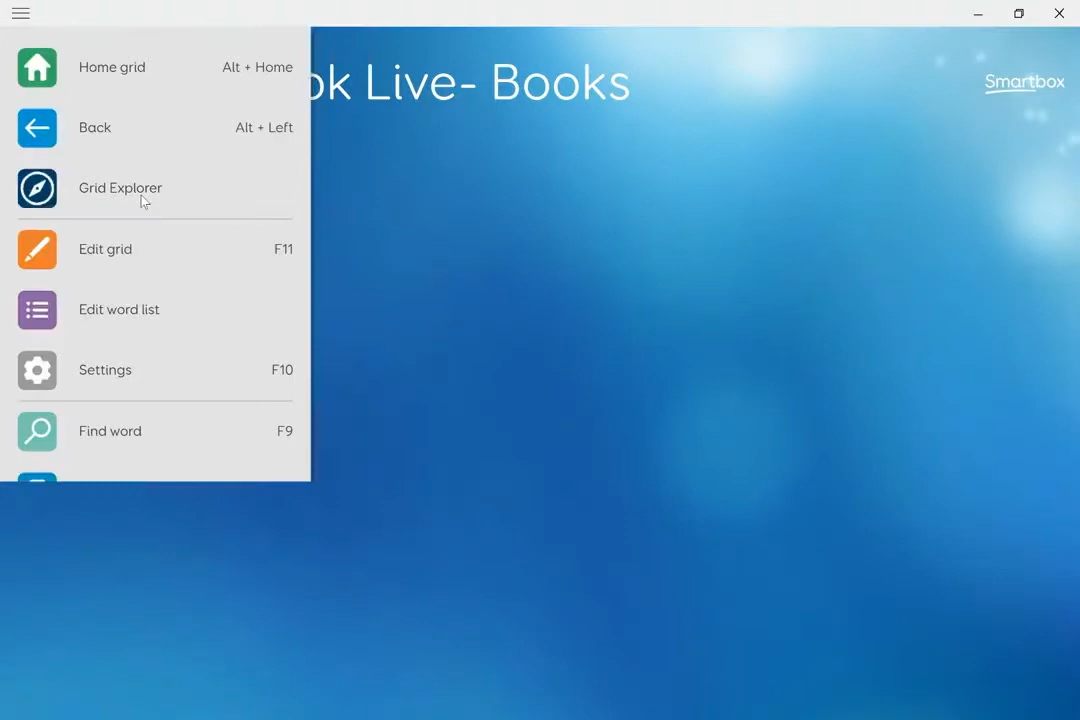 Home grid Alt + Home
ok Live- Books
Smartbox
Back Alt + Left
Grid Explorer
Edit grid F11
Edit word list
Settings F10
Find word F9